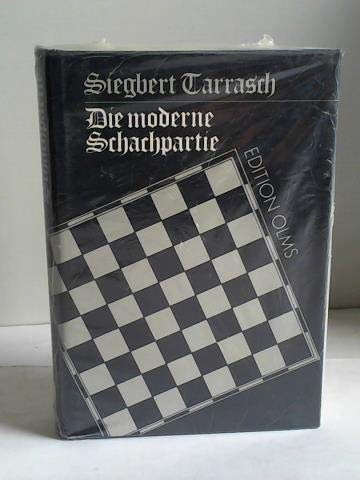 Siegbert Tarrasch
Die moderne
Schachpartie
EDITION OLMS